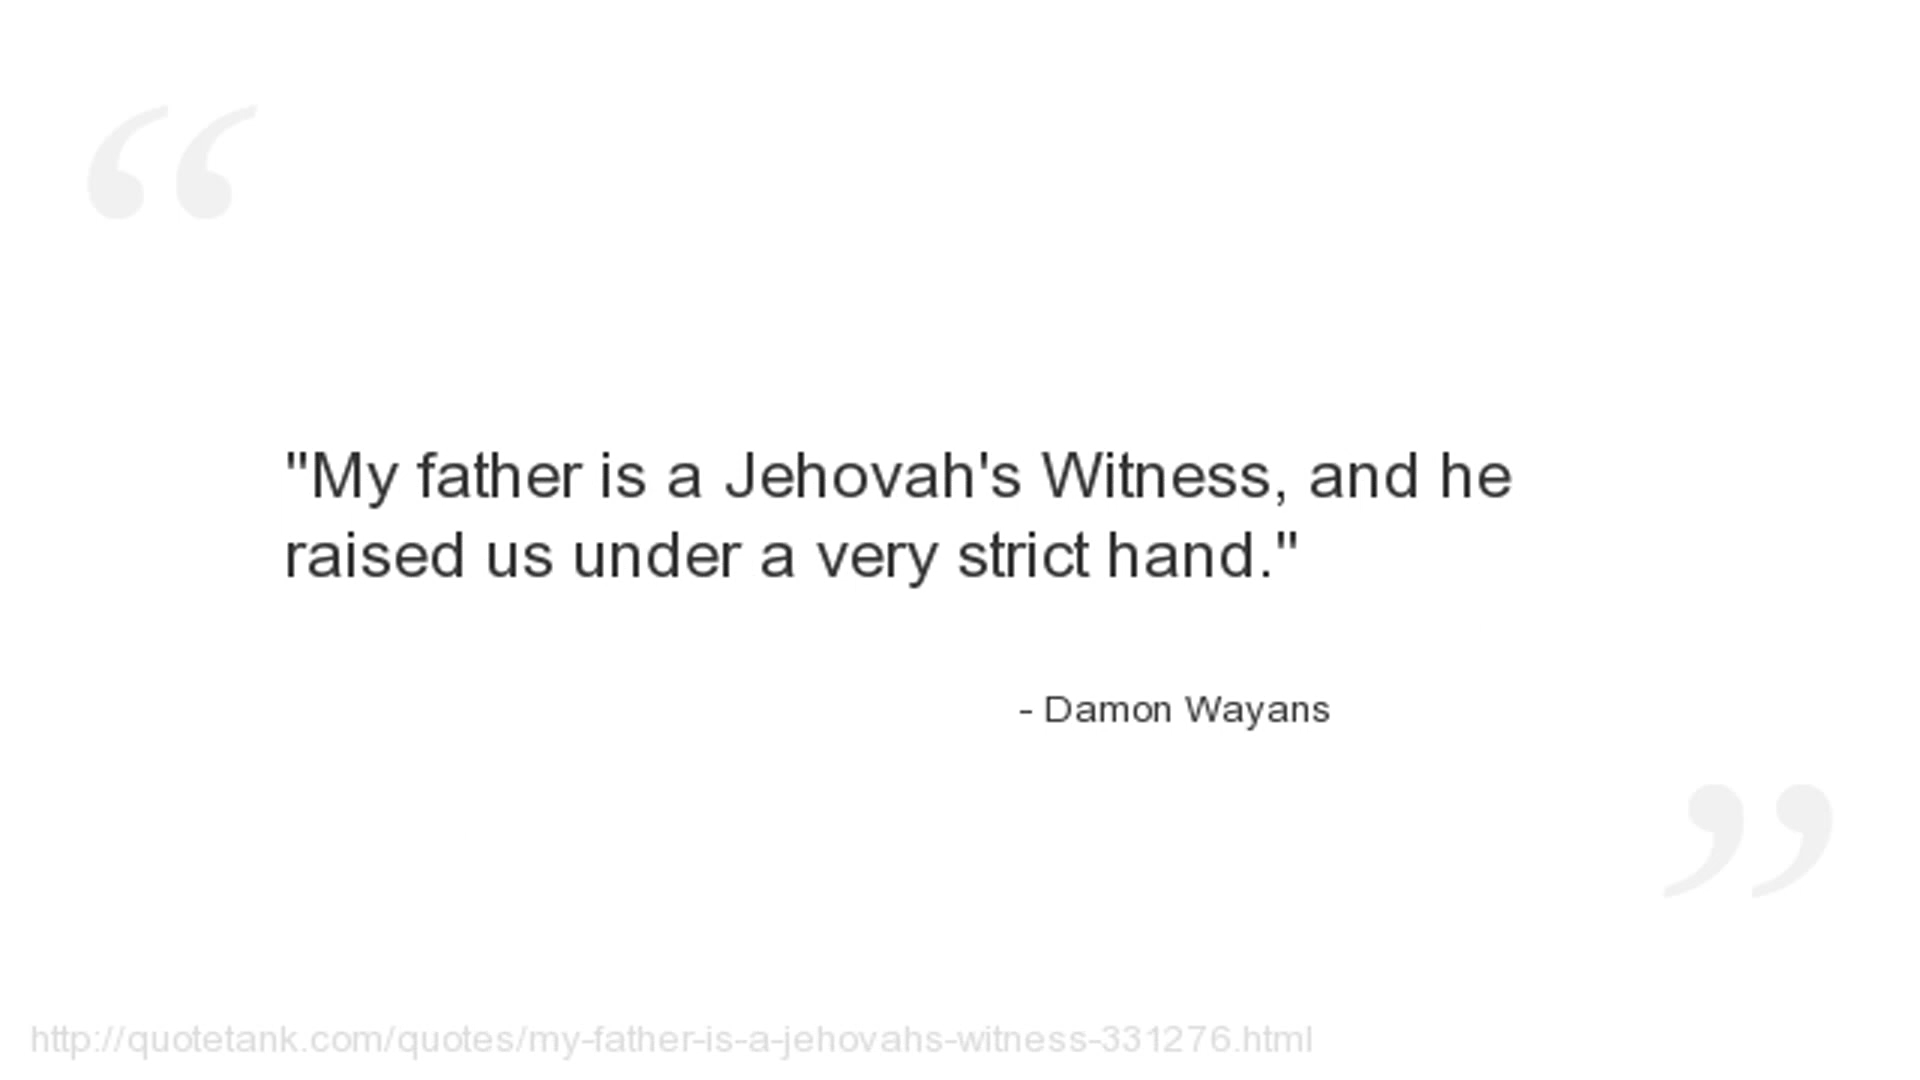 "My father is a Jehovah's Witness, and he
raised us under a very strict hand."
- Damon Wayans
http://quotetank.com/quotes/my-father-is-a-jehovahs-witness-331276.html